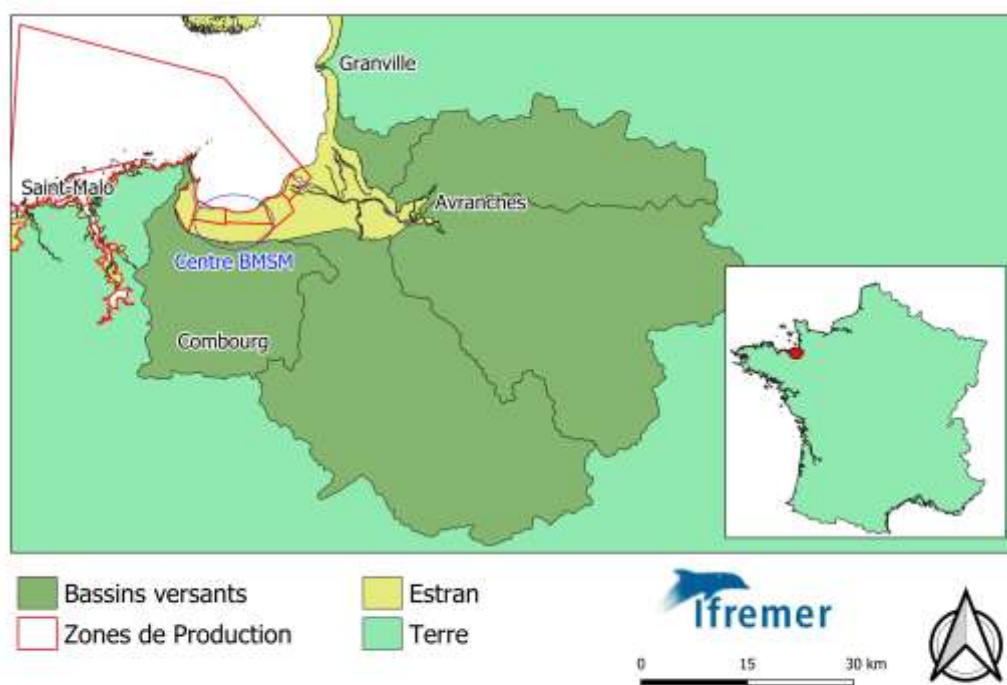 Granville
Saint-Malo
Avranches
Centre BMSM
Combourg
Bassins versants
Estran
Zones de Production
Terre
Ifremer
0 15 30 km